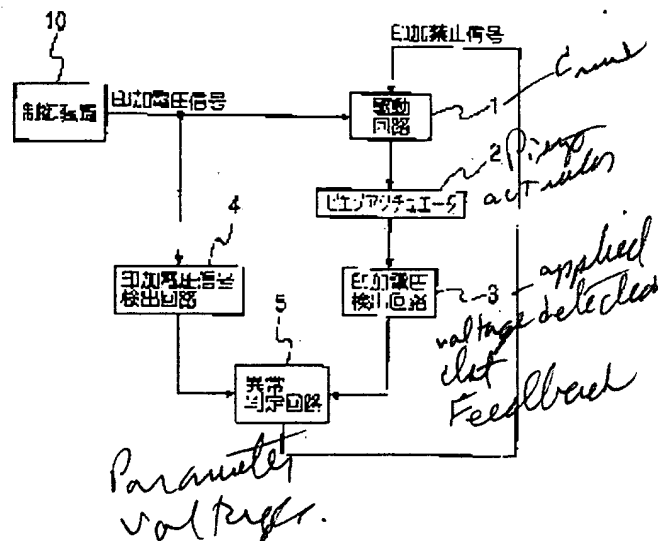 10
印加禁止信号
制御装置
印加電圧信号
駆動
回路
1
2 Piezo
actuator
ピエゾアクチュエータ
4
印加電圧信号
検出回路
印加電圧
検出回路
3 - applied
voltage detected
Feedback
5
異常
判定回路
Parameter
voltages.